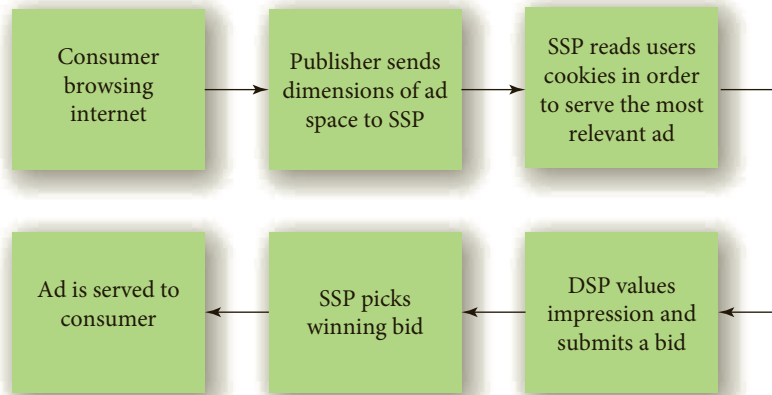 Consumer
browsing
internet
Publisher sends
dimensions of ad
space to SSP
SSP reads users
cookies in order
to serve the most
relevant ad
DSP values
impression and
submits a bid
SSP picks
winning bid
Ad is served to
consumer